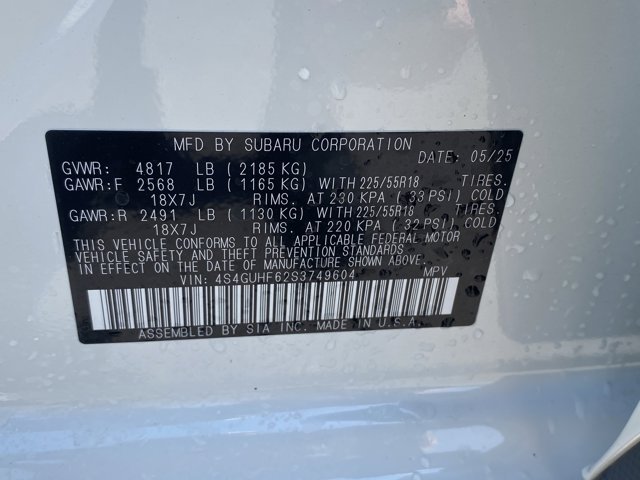 MFD BY SUBARU CORPORATION
GVWR: 4817 LB ( 2185 KG) DATE: 05/25
GAWR:F 2568 LB ( 1165 KG) WITH 225/55R18 TIRES.
18X7J RIMS. AT 230 KPA ( 33 PSI) COLD
GAWR:R 2491 LB ( 1130 KG) WITH 225/55R18 TIRES.
18X7J RIMS. AT 220 KPA ( 32 PSI) COLD
THIS VEHICLE CONFORMS TO ALL APPLICABLE FEDERAL MOTOR
VEHICLE SAFETY AND THEFT PREVENTION STANDARDS
IN EFFECT ON THE DATE OF MANUFACTURE SHOWN ABOVE.
VIN: 4S4GUHF62S3749604 MPV
ASSEMBLED BY SIA INC. MADE IN U.S.A.